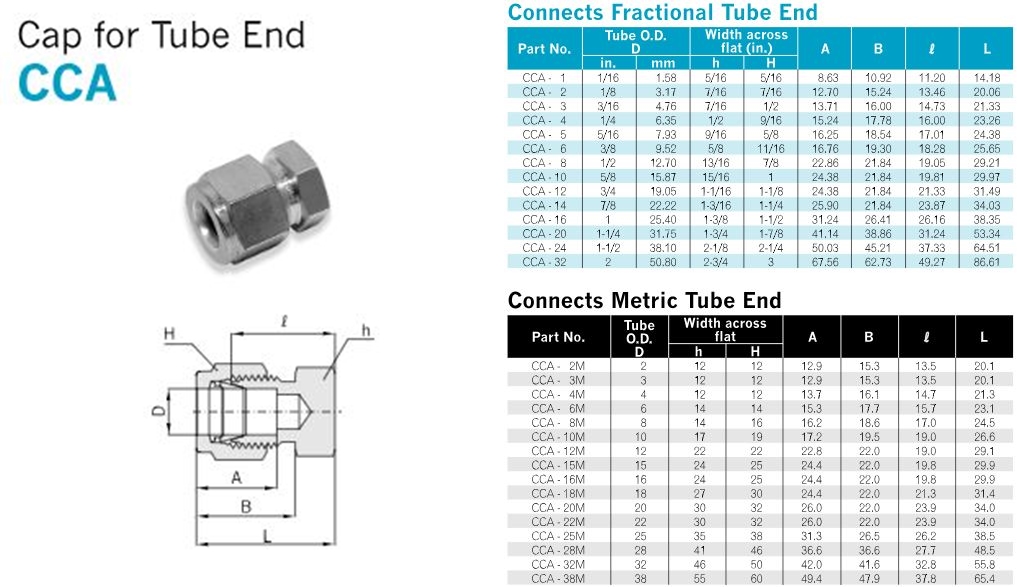 Cap for Tube End
CCA
H
ℓ
h
D
A
B
L
Connects Fractional Tube End
Part No. Tube O.D. D Width across flat (in.) A B ℓ L
in. mm h H
CCA - 1 1/16 1.58 5/16 5/16 8.63 10.92 11.20 14.18
CCA - 2 1/8 3.17 7/16 7/16 12.70 15.24 13.46 20.06
CCA - 3 3/16 4.76 7/16 1/2 13.71 16.00 14.73 21.33
CCA - 4 1/4 6.35 1/2 9/16 15.24 17.78 16.00 23.26
CCA - 5 5/16 7.93 9/16 5/8 16.25 18.54 17.01 24.38
CCA - 6 3/8 9.52 5/8 11/16 16.76 19.30 18.28 25.65
CCA - 8 1/2 12.70 13/16 7/8 22.86 21.84 19.05 29.21
CCA - 10 5/8 15.87 15/16 1 24.38 21.84 19.81 29.97
CCA - 12 3/4 19.05 1-1/16 1-1/8 24.38 21.84 21.33 31.49
CCA - 14 7/8 22.22 1-3/16 1-1/4 25.90 21.84 23.87 34.03
CCA - 16 1 25.40 1-3/8 1-1/2 31.24 26.41 26.16 38.35
CCA - 20 1-1/4 31.75 1-3/4 1-7/8 41.14 38.86 31.24 53.34
CCA - 24 1-1/2 38.10 2-1/8 2-1/4 50.03 45.21 37.33 64.51
CCA - 32 2 50.80 2-3/4 3 67.56 62.73 49.27 86.61
Connects Metric Tube End
Part No. Tube O.D. D Width across flat A B ℓ L
h H
CCA - 2M 2 12 12 12.9 15.3 13.5 20.1
CCA - 3M 3 12 12 12.9 15.3 13.5 20.1
CCA - 4M 4 12 12 13.7 16.1 14.7 21.3
CCA - 6M 6 14 14 15.3 17.7 15.7 23.1
CCA - 8M 8 14 16 16.2 18.6 17.0 24.5
CCA - 10M 10 17 19 17.2 19.5 19.0 26.6
CCA - 12M 12 22 22 22.8 22.0 19.0 29.1
CCA - 15M 15 24 25 24.4 22.0 19.8 29.9
CCA - 16M 16 24 25 24.4 22.0 19.8 29.9
CCA - 18M 18 27 30 24.4 22.0 21.3 31.4
CCA - 20M 20 30 32 26.0 22.0 23.9 34.0
CCA - 22M 22 30 32 26.0 22.0 23.9 34.0
CCA - 25M 25 35 38 31.3 26.5 26.2 38.5
CCA - 28M 28 41 46 36.6 36.6 27.7 48.5
CCA - 32M 32 46 50 42.0 41.6 32.8 55.8
CCA - 38M 38 55 60 49.4 47.9 37.8 65.4